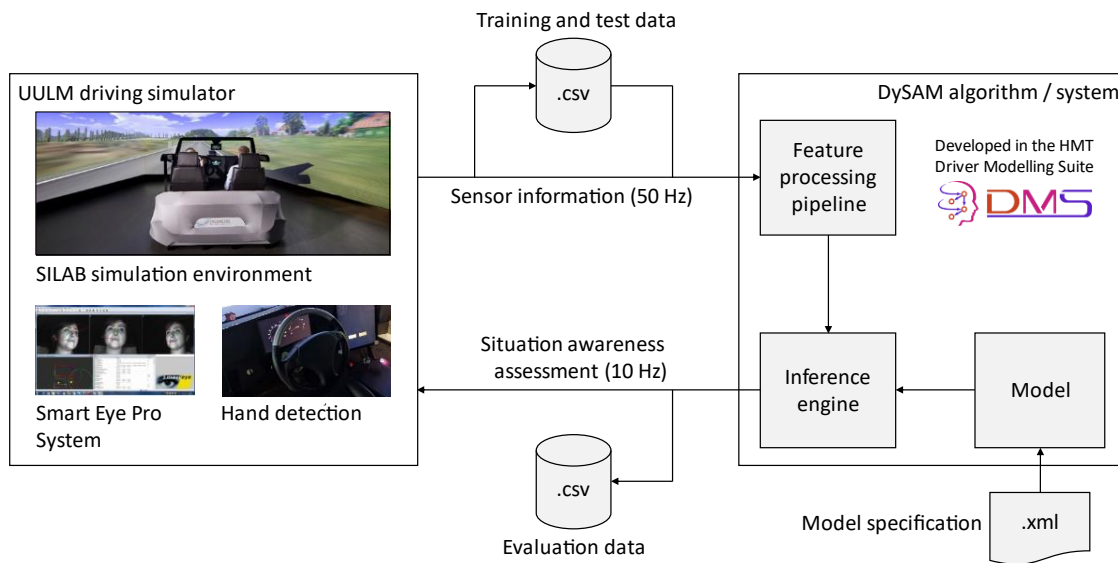 Training and test data
.csv
UULM driving simulator
SILAB simulation environment
Smart Eye Pro
System
Hand detection
Sensor information (50 Hz)
DySAM algorithm / system
Feature
processing
pipeline
Developed in the HMT
Driver Modelling Suite
DMS
Situation awareness
assessment (10 Hz)
Inference
engine
Model
.csv
Evaluation data
Model specification
.xml